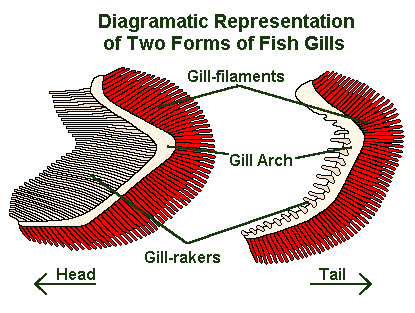 Diagramatic Representation
of Two Forms of Fish Gills
Gill-filaments
Gill Arch
Gill-rakers
Head
Tail